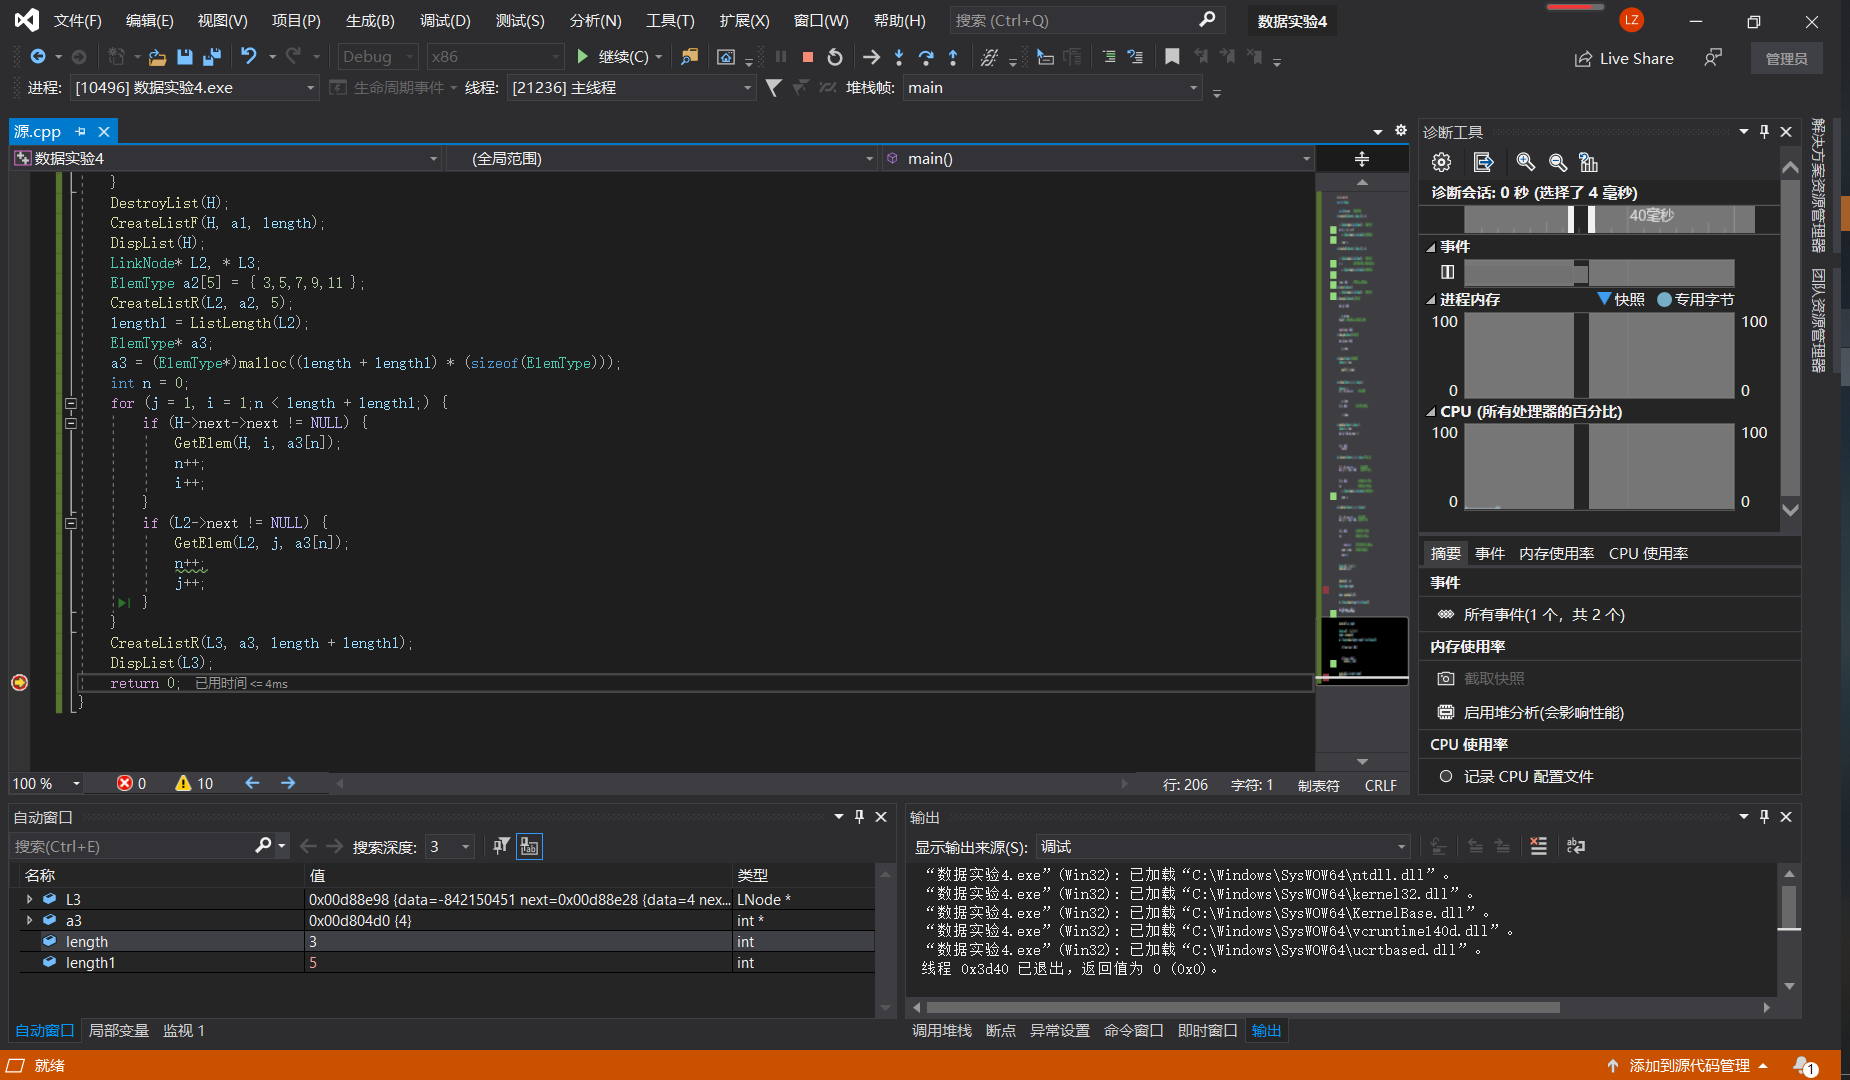 文件(F) 编辑(E) 视图(V) 项目(P) 生成(B) 调试(D) 测试(S) 分析(N) 工具(T) 扩展(X) 窗口(W) 帮助(H) 搜索 (Ctrl+Q) 数据实验4 LZ
Debug x86 继续(C) Live Share 管理员
进程: [10496] 数据实验4.exe 生命周期事件 线程: [21236] 主线程 堆栈帧: main
源.cpp
数据实验4 (全局范围) main()
}
DestroyList(H);
CreateListF(H, a1, length);
DispList(H);
LinkNode* L2, * L3;
ElemType a2[5] = { 3,5,7,9,11 };
CreateListR(L2, a2, 5);
length1 = ListLength(L2);
ElemType* a3;
a3 = (ElemType*)malloc((length + length1) * (sizeof(ElemType)));
int n = 0;
for (j = 1, i = 1;n < length + length1;) {
if (H->next->next != NULL) {
GetElem(H, i, a3[n]);
n++;
i++;
}
if (L2->next != NULL) {
GetElem(L2, j, a3[n]);
n++;
j++;
}
}
CreateListR(L3, a3, length + length1);
DispList(L3);
return 0; 已用时间 <= 4ms
}
100 % 0 10 行: 206 字符: 1 制表符 CRLF
诊断工具
诊断会话: 0 秒 (选择了 4 毫秒)
40毫秒
事件
进程内存 快照 专用字节
100 100
0 0
CPU (所有处理器的百分比)
100 100
0 0
摘要 事件 内存使用率 CPU 使用率
事件
所有事件(1 个，共 2 个)
内存使用率
截取快照
启用堆分析(会影响性能)
CPU 使用率
记录 CPU 配置文件
解决方案资源管理器
团队资源管理器
自动窗口
搜索(Ctrl+E) 搜索深度: 3
名称 值 类型
L3 0x00d88e98 {data=-842150451 next=0x00d88e28 {data=4 nex... LNode *
a3 0x00d804d0 {4} int *
length 3 int
length1 5 int
自动窗口 局部变量 监视 1
输出
显示输出来源(S): 调试
“数据实验4.exe”(Win32): 已加载“C:\Windows\SysWOW64\ntdll.dll”。
“数据实验4.exe”(Win32): 已加载“C:\Windows\SysWOW64\kernel32.dll”。
“数据实验4.exe”(Win32): 已加载“C:\Windows\SysWOW64\KernelBase.dll”。
“数据实验4.exe”(Win32): 已加载“C:\Windows\SysWOW64\vcruntime140d.dll”。
“数据实验4.exe”(Win32): 已加载“C:\Windows\SysWOW64\ucrtbased.dll”。
线程 0x3d40 已退出，返回值为 0 (0x0)。
调用堆栈 断点 异常设置 命令窗口 即时窗口 输出
就绪 添加到源代码管理 1